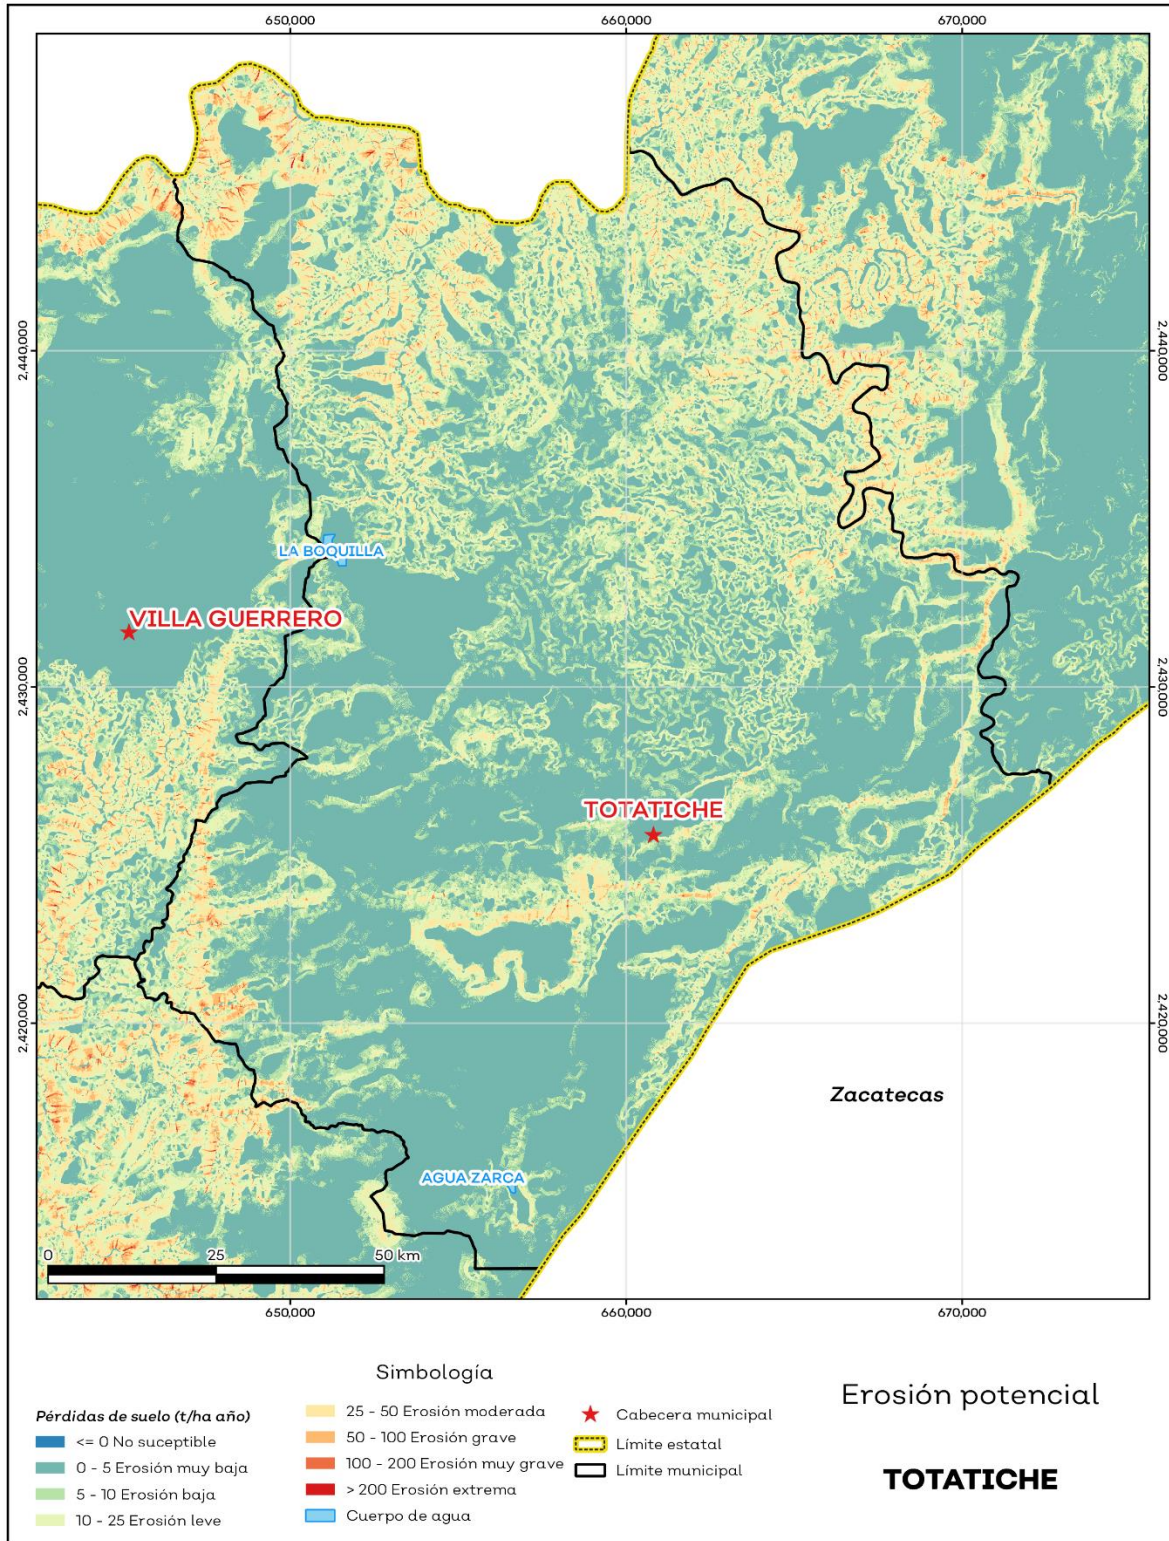 650,000
660,000
670,000
2,440,000
2,440,000
LA BOQUILLA
VILLA GUERRERO
2,430,000
2,430,000
TOTATICHE
2,420,000
2,420,000
Zacatecas
AGUA ZARCA
0
25
50 km
650,000
660,000
670,000
Simbología
Pérdidas de suelo (t/ha año)
<= 0 No suceptible
0 - 5 Erosión muy baja
5 - 10 Erosión baja
10 - 25 Erosión leve
25 - 50 Erosión moderada
50 - 100 Erosión grave
100 - 200 Erosión muy grave
> 200 Erosión extrema
Cuerpo de agua
Cabecera municipal
Límite estatal
Límite municipal
Erosión potencial
TOTATICHE